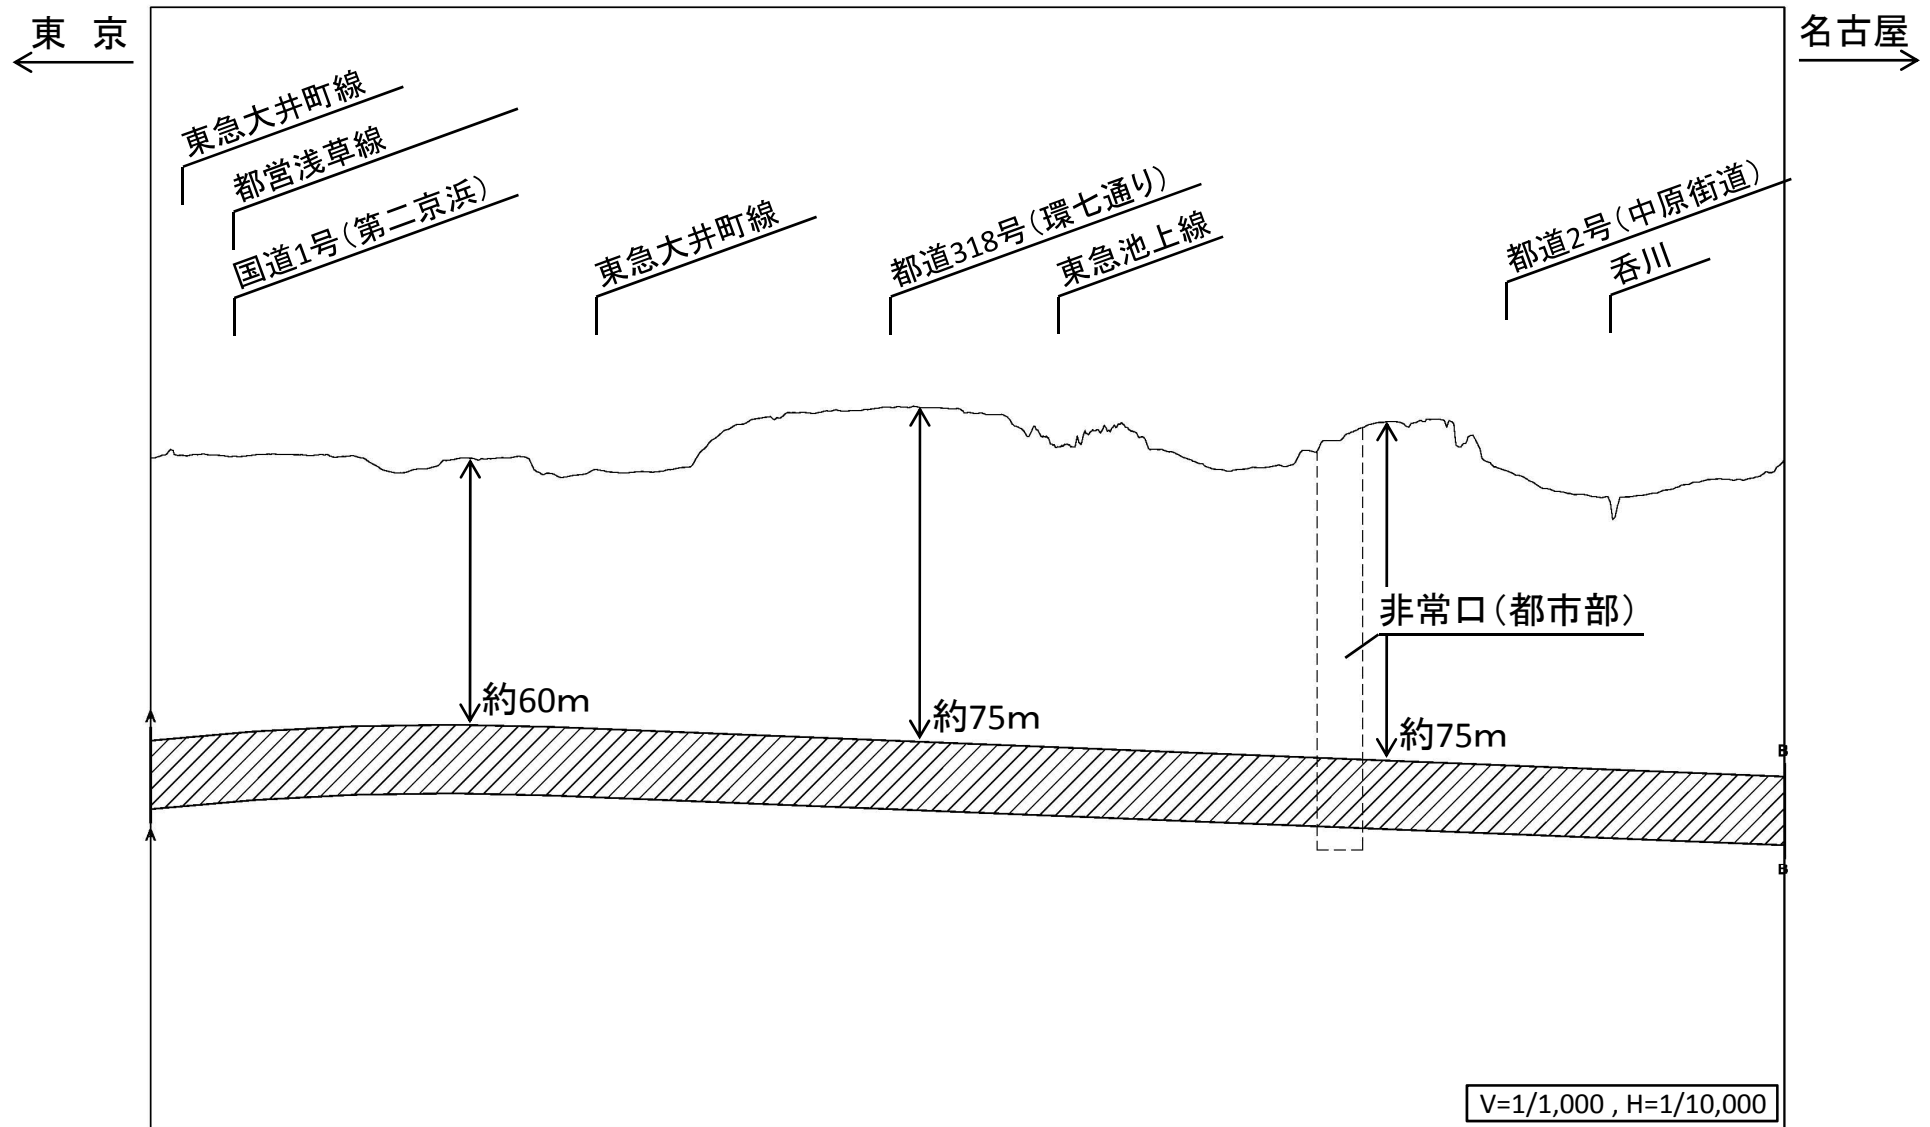 東 京
名古屋
東急大井町線
都営浅草線
国道1号（第二京浜）
東急大井町線
都道318号（環七通り）
東急池上線
都道2号（中原街道）
呑川
非常口（都市部）
約60m
約75m
約75m
A
A
B
B
V=1/1,000 , H=1/10,000